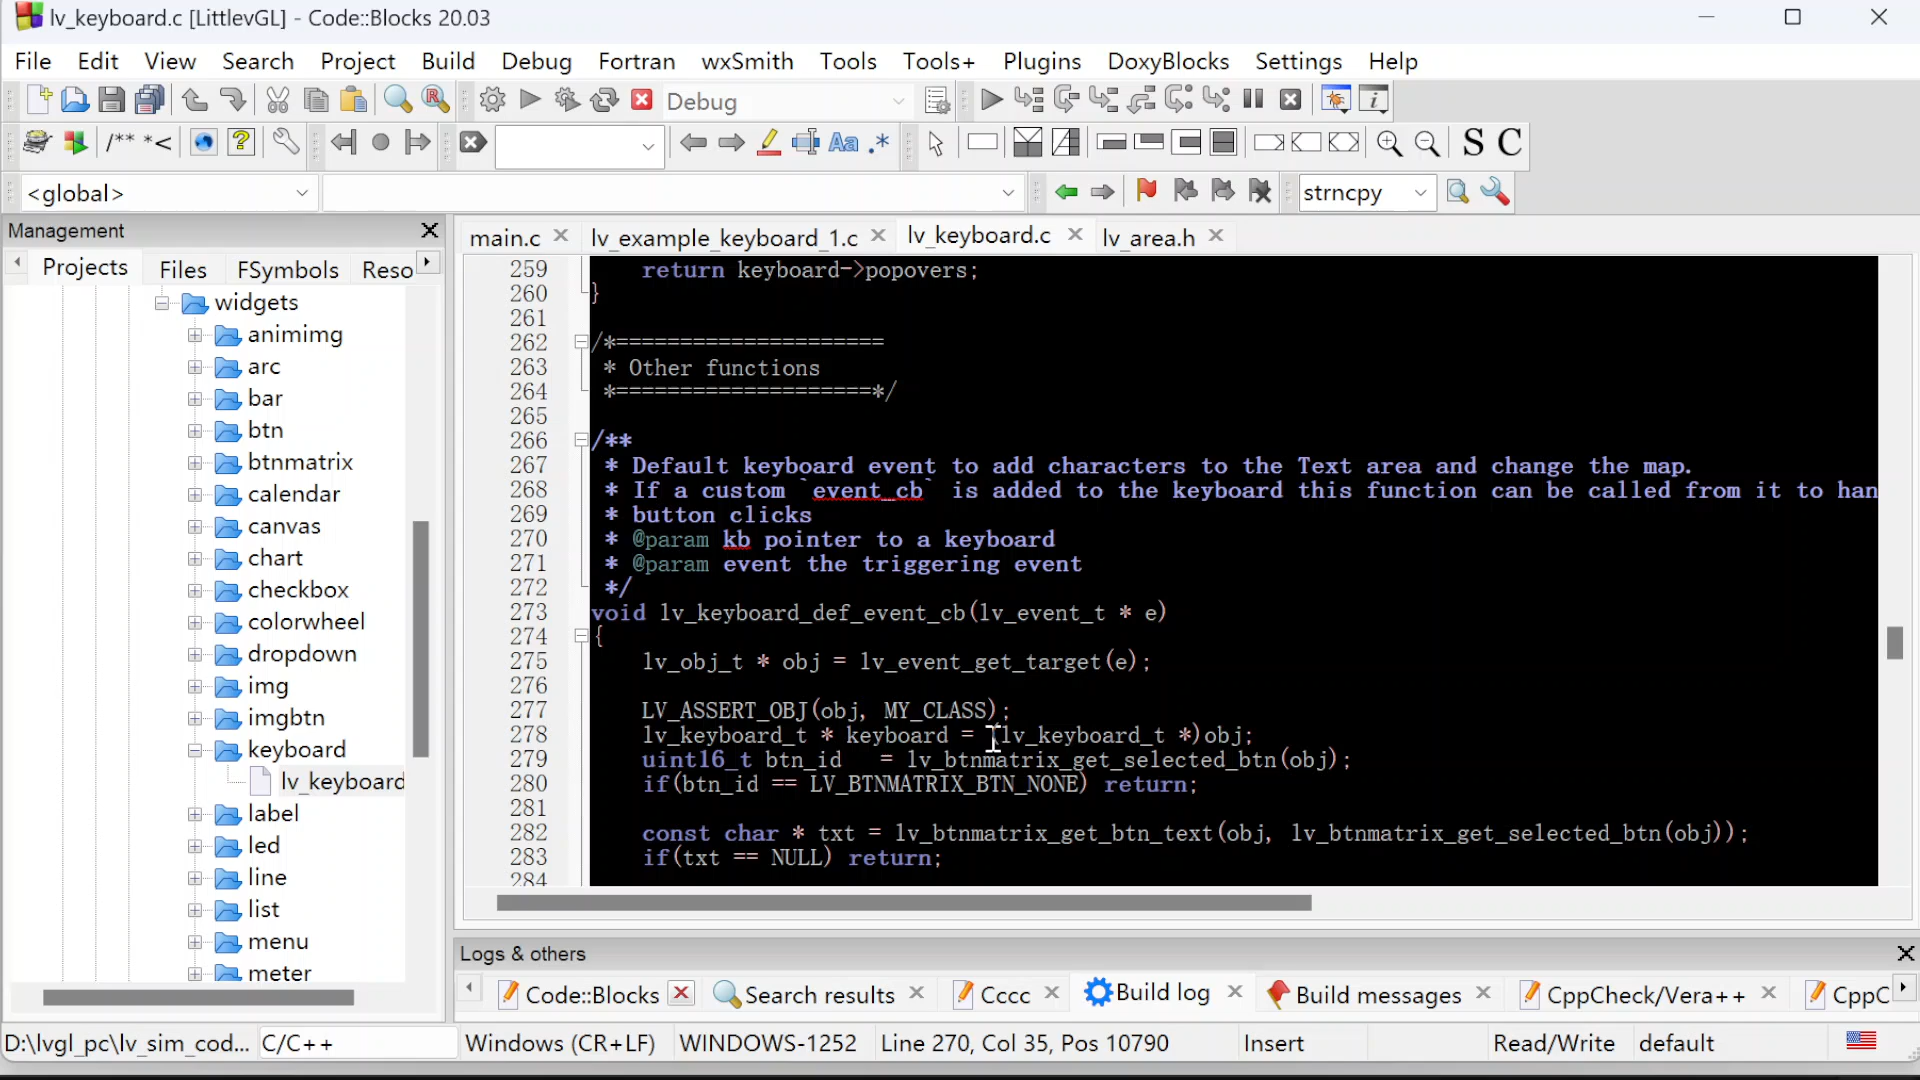 lv_keyboard.c [LittlevGL] - Code::Blocks 20.03
File Edit View Search Project Build Debug Fortran wxSmith Tools Tools+ Plugins DoxyBlocks Settings Help
Debug
/** *< Aa .* S C
<global> strncpy
Management
Projects Files FSymbols Reso
widgets
animimg
arc
bar
btn
btnmatrix
calendar
canvas
chart
checkbox
colorwheel
dropdown
img
imgbtn
keyboard
lv_keyboard
label
led
line
list
menu
meter
main.c lv_example_keyboard_1.c lv_keyboard.c lv_area.h
259 return keyboard->popovers;
260 }
261
262 /*=====================
263 * Other functions
264 *====================*/
265
266 /**
267 * Default keyboard event to add characters to the Text area and change the map.
268 * If a custom `event_cb` is added to the keyboard this function can be called from it to han
269 * button clicks
270 * @param kb pointer to a keyboard
271 * @param event the triggering event
272 */
273 void lv_keyboard_def_event_cb(lv_event_t * e)
274 {
275 lv_obj_t * obj = lv_event_get_target(e);
276
277 LV_ASSERT_OBJ(obj, MY_CLASS);
278 lv_keyboard_t * keyboard = (lv_keyboard_t *)obj;
279 uint16_t btn_id = lv_btnmatrix_get_selected_btn(obj);
280 if(btn_id == LV_BTNMATRIX_BTN_NONE) return;
281
282 const char * txt = lv_btnmatrix_get_btn_text(obj, lv_btnmatrix_get_selected_btn(obj));
283 if(txt == NULL) return;
284
Logs & others
Code::Blocks Search results Cccc Build log Build messages CppCheck/Vera++ CppC
D:\lvgl_pc\lv_sim_cod... C/C++ Windows (CR+LF) WINDOWS-1252 Line 270, Col 35, Pos 10790 Insert Read/Write default